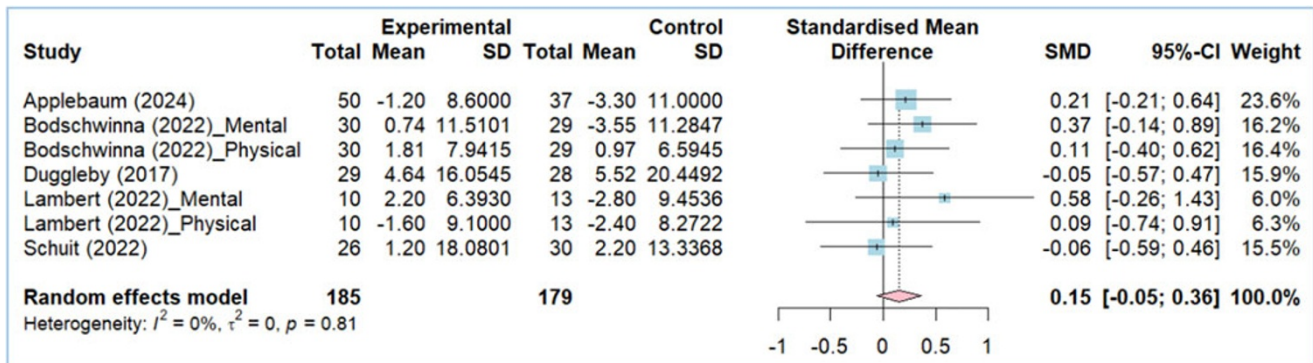 Experimental Control Standardised Mean
Study Total Mean SD Total Mean SD Difference SMD 95%-CI Weight
Applebaum (2024) 50 -1.20 8.6000 37 -3.30 11.0000 0.21 [-0.21; 0.64] 23.6%
Bodschwinna (2022)_Mental 30 0.74 11.5101 29 -3.55 11.2847 0.37 [-0.14; 0.89] 16.2%
Bodschwinna (2022)_Physical 30 1.81 7.9415 29 0.97 6.5945 0.11 [-0.40; 0.62] 16.4%
Duggleby (2017) 29 4.64 16.0545 28 5.52 20.4492 -0.05 [-0.57; 0.47] 15.9%
Lambert (2022)_Mental 10 2.20 6.3930 13 -2.80 9.4536 0.58 [-0.26; 1.43] 6.0%
Lambert (2022)_Physical 10 -1.60 9.1000 13 -2.40 8.2722 0.09 [-0.74; 0.91] 6.3%
Schuit (2022) 26 1.20 18.0801 30 2.20 13.3368 -0.06 [-0.59; 0.46] 15.5%
Random effects model 185 179 0.15 [-0.05; 0.36] 100.0%
Heterogeneity: I² = 0%, τ² = 0, p = 0.81
-1 -0.5 0 0.5 1